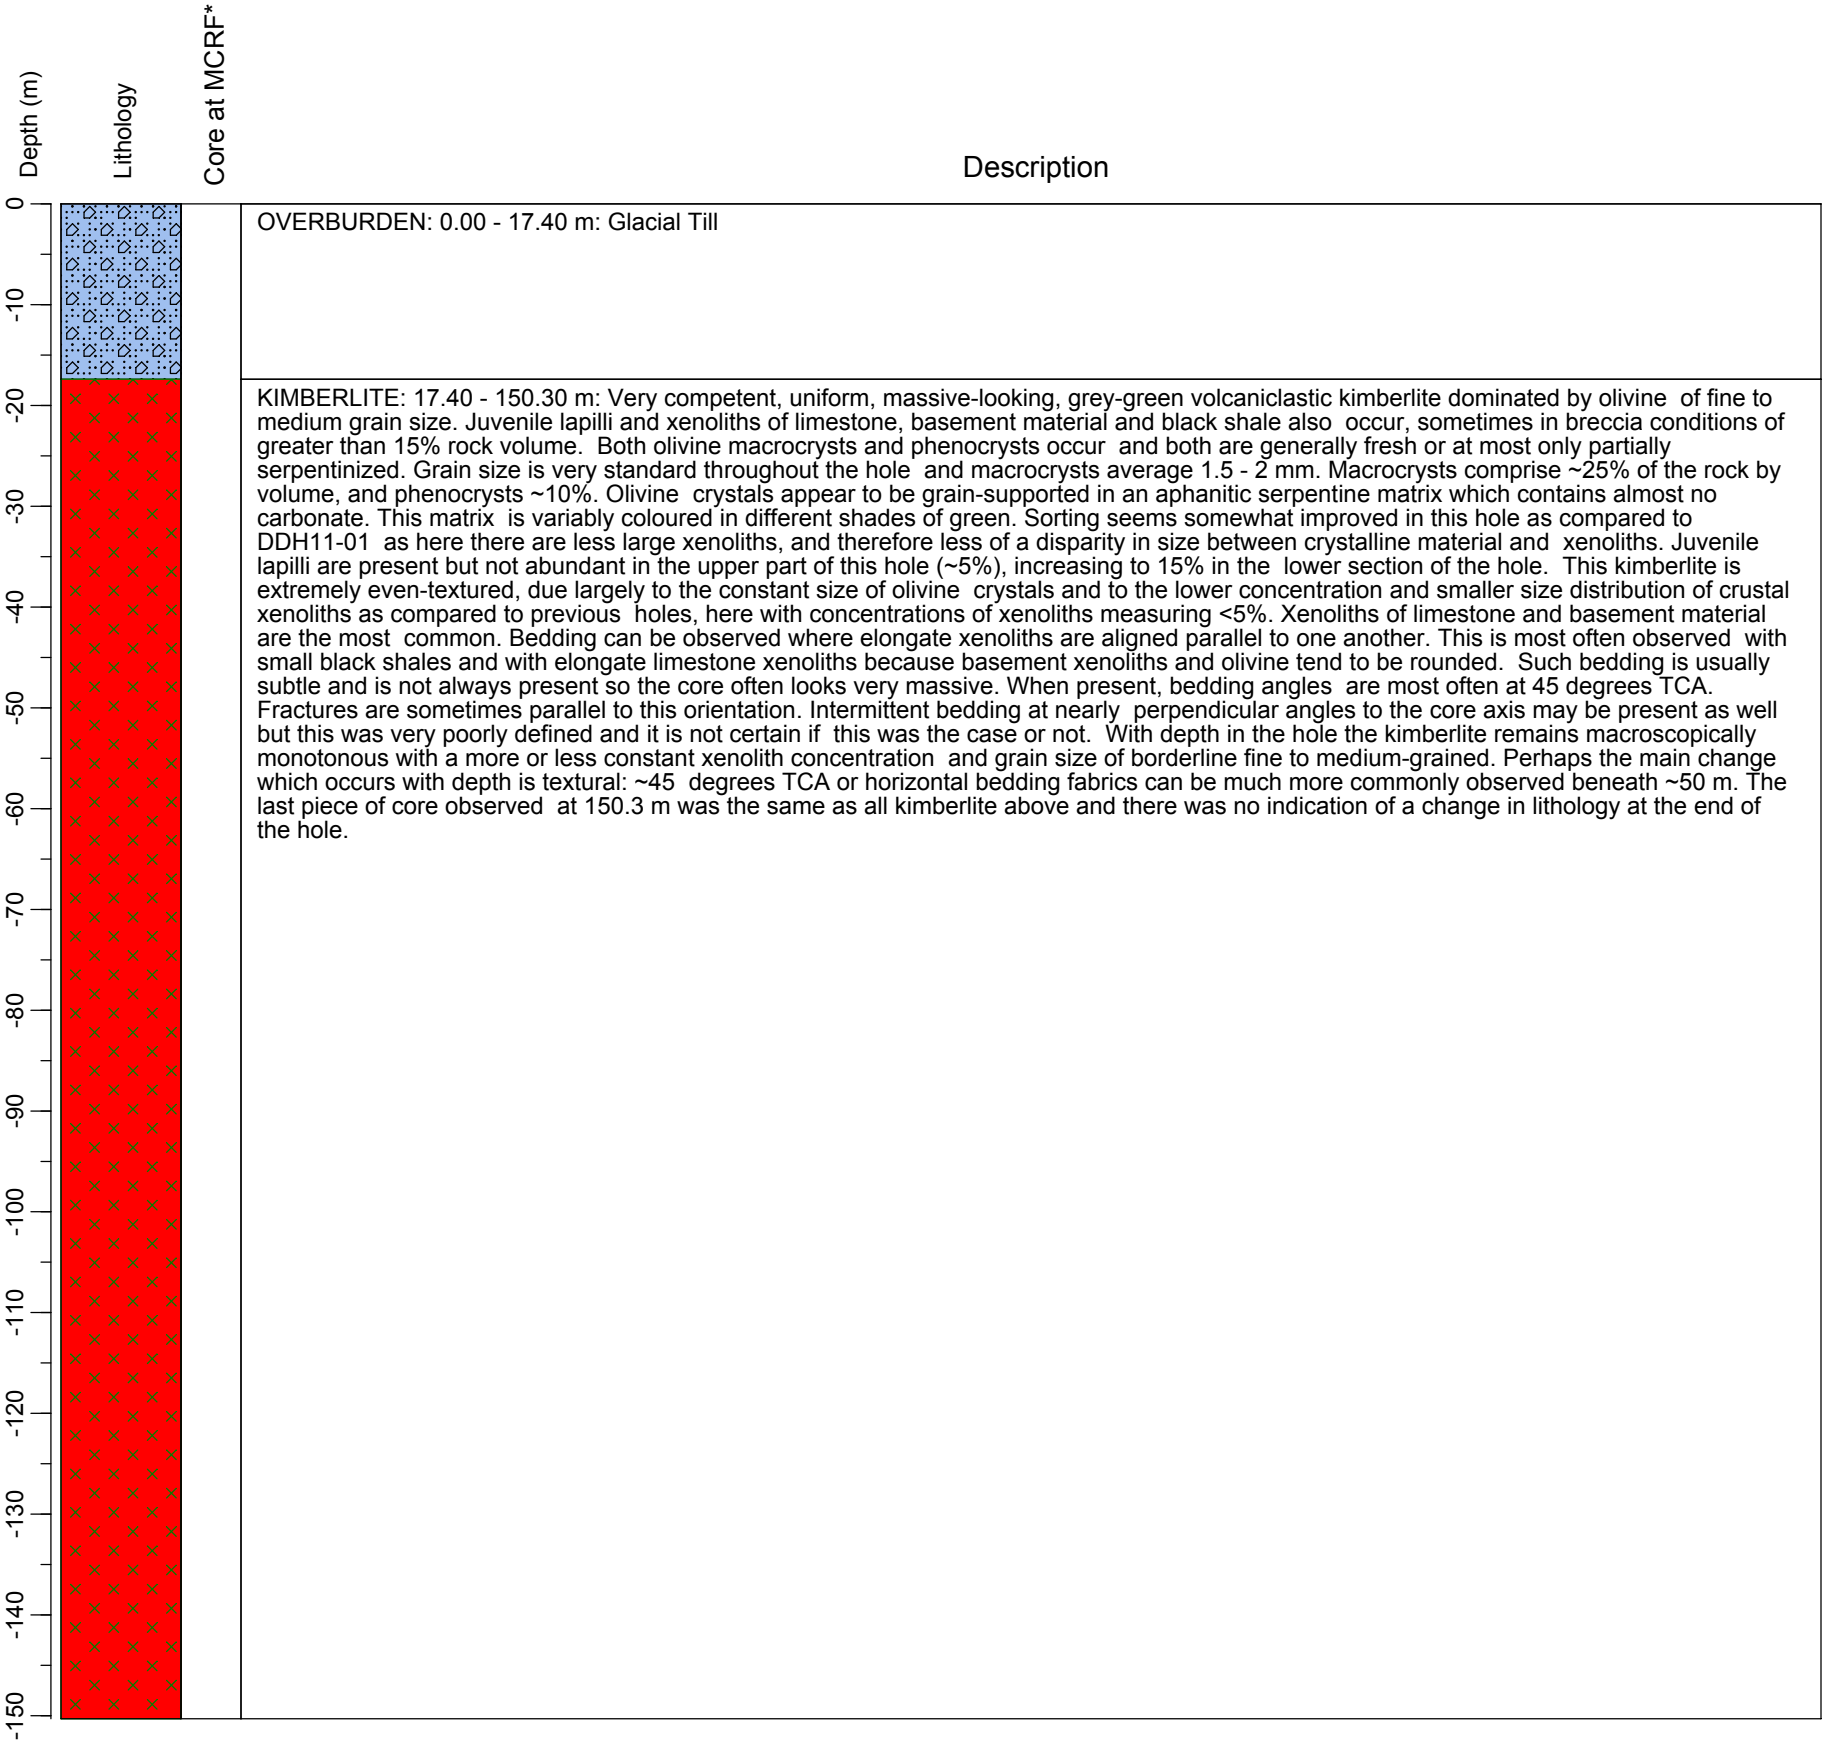 Depth (m)
Lithology
Core at MCRF*
Description
0
-10
-20
-30
-40
-50
-60
-70
-80
-90
-100
-110
-120
-130
-140
-150
OVERBURDEN: 0.00 - 17.40 m: Glacial Till
KIMBERLITE: 17.40 - 150.30 m: Very competent, uniform, massive-looking, grey-green volcaniclastic kimberlite dominated by olivine of fine to
medium grain size. Juvenile lapilli and xenoliths of limestone, basement material and black shale also occur, sometimes in breccia conditions of
greater than 15% rock volume. Both olivine macrocrysts and phenocrysts occur and both are generally fresh or at most only partially
serpentinized. Grain size is very standard throughout the hole and macrocrysts average 1.5 - 2 mm. Macrocrysts comprise ~25% of the rock by
volume, and phenocrysts ~10%. Olivine crystals appear to be grain-supported in an aphanitic serpentine matrix which contains almost no
carbonate. This matrix is variably coloured in different shades of green. Sorting seems somewhat improved in this hole as compared to
DDH11-01 as here there are less large xenoliths, and therefore less of a disparity in size between crystalline material and xenoliths. Juvenile
lapilli are present but not abundant in the upper part of this hole (~5%), increasing to 15% in the lower section of the hole. This kimberlite is
extremely even-textured, due largely to the constant size of olivine crystals and to the lower concentration and smaller size distribution of crustal
xenoliths as compared to previous holes, here with concentrations of xenoliths measuring <5%. Xenoliths of limestone and basement material
are the most common. Bedding can be observed where elongate xenoliths are aligned parallel to one another. This is most often observed with
small black shales and with elongate limestone xenoliths because basement xenoliths and olivine tend to be rounded. Such bedding is usually
subtle and is not always present so the core often looks very massive. When present, bedding angles are most often at 45 degrees TCA.
Fractures are sometimes parallel to this orientation. Intermittent bedding at nearly perpendicular angles to the core axis may be present as well
but this was very poorly defined and it is not certain if this was the case or not. With depth in the hole the kimberlite remains macroscopically
monotonous with a more or less constant xenolith concentration and grain size of borderline fine to medium-grained. Perhaps the main change
which occurs with depth is textural: ~45 degrees TCA or horizontal bedding fabrics can be much more commonly observed beneath ~50 m. The
last piece of core observed at 150.3 m was the same as all kimberlite above and there was no indication of a change in lithology at the end of
the hole.